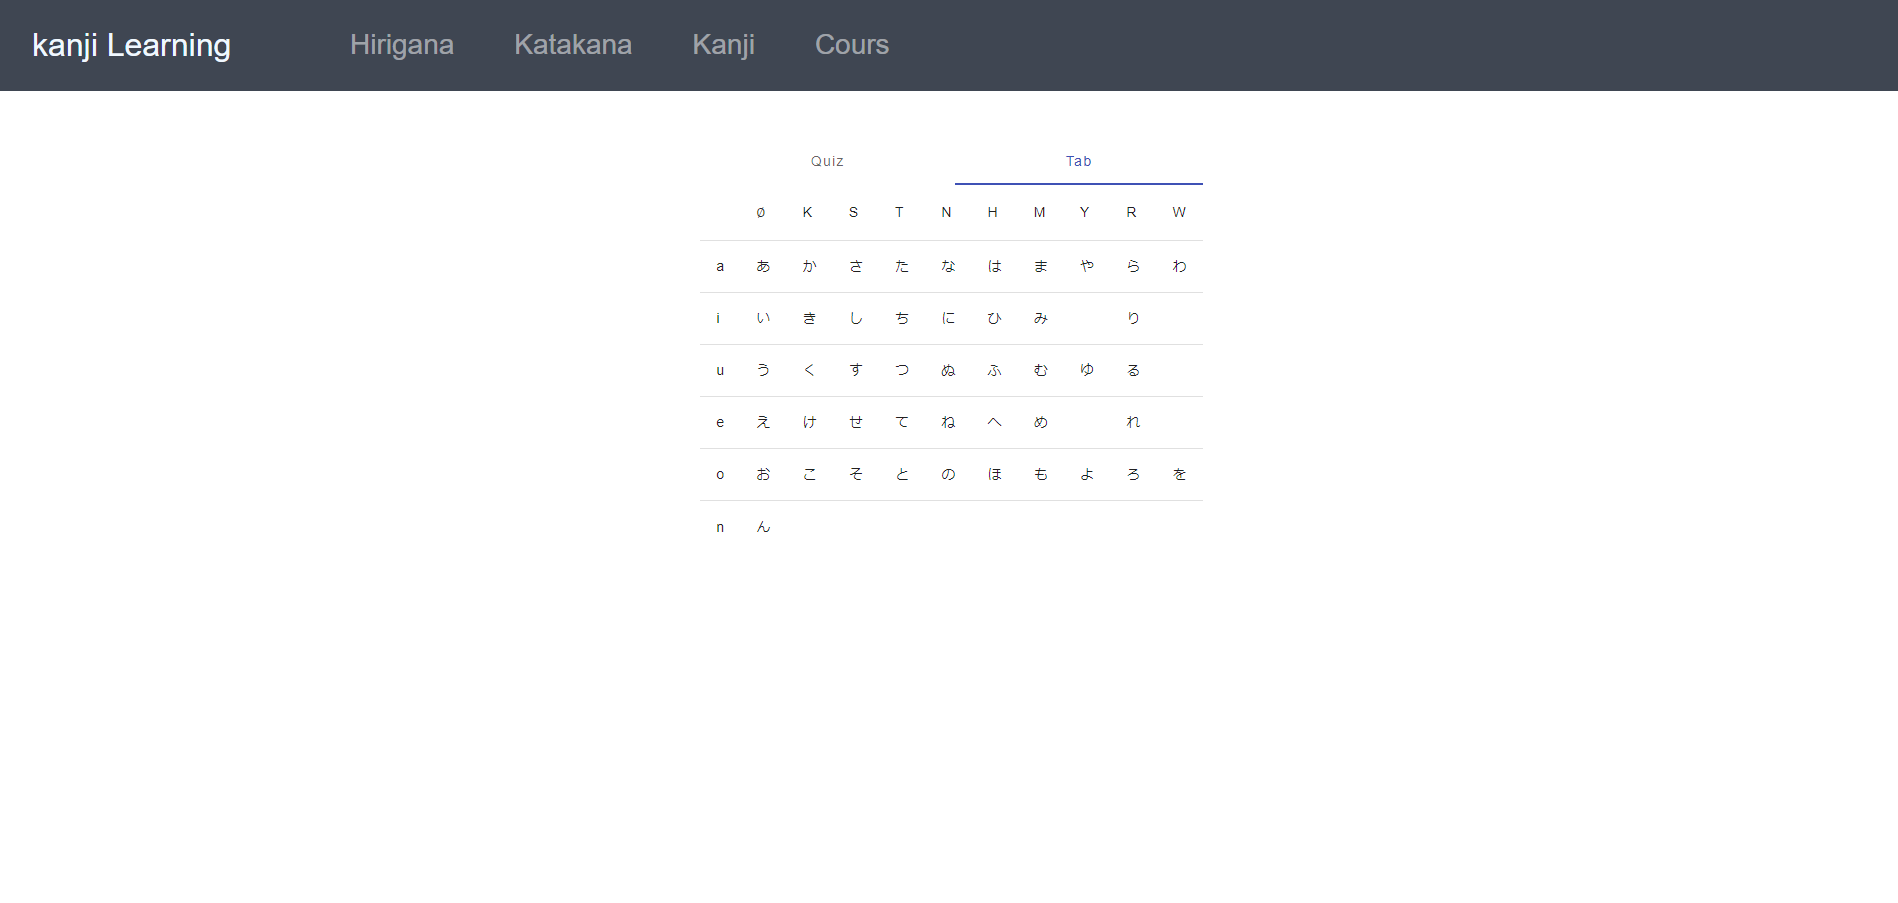 kanji Learning Hirigana Katakana Kanji Cours
Quiz Tab
∅ K S T N H M Y R W
a あ か さ た な は ま や ら わ
i い き し ち に ひ み り
u う く す つ ぬ ふ む ゆ る
e え け せ て ね へ め れ
o お こ そ と の ほ も よ ろ を
n ん